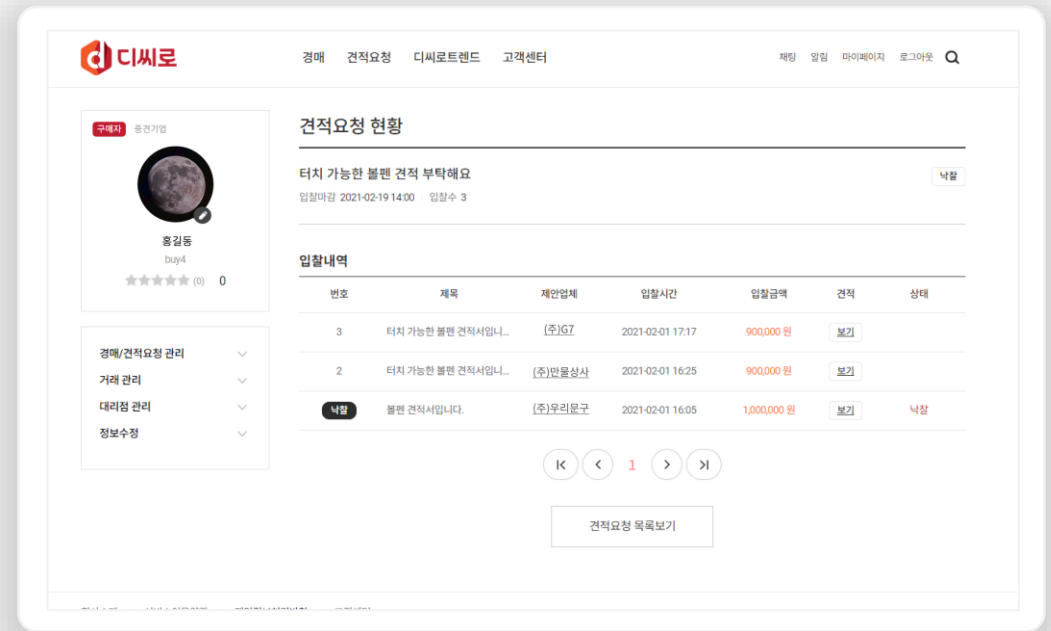 디씨로
경매 견적요청 디씨로트렌드 고객센터
채팅 알림 마이페이지 로그아웃
구매자 중견기업
홍길동
buy4
(0) 0
경매/견적요청 관리
거래 관리
대리점 관리
정보수정
견적요청 현황
터치 가능한 볼펜 견적 부탁해요
낙찰
입찰마감 2021-02-19 14:00 입찰수 3
입찰내역
번호 제목 제안업체 입찰시간 입찰금액 견적 상태
3 터치 가능한 볼펜 견적서입니... (주)G7 2021-02-01 17:17 900,000 원 보기
2 터치 가능한 볼펜 견적서입니... (주)만물상사 2021-02-01 16:25 900,000 원 보기
낙찰 볼펜 견적서입니다. (주)우리문구 2021-02-01 16:05 1,000,000 원 보기 낙찰
1
견적요청 목록보기